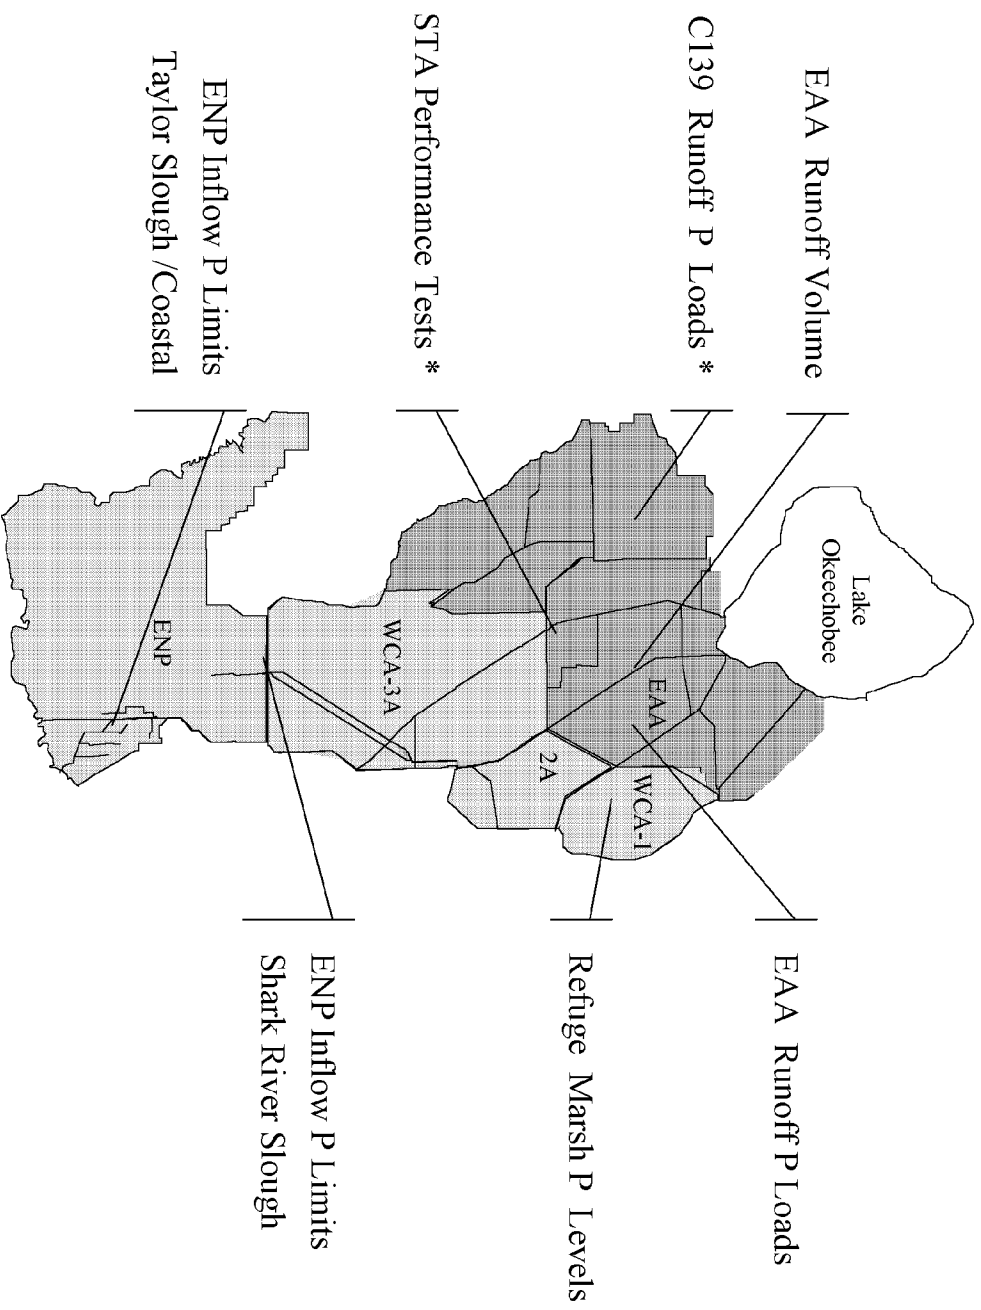 Lake
Okeechobee
EAA Runoff Volume
C139 Runoff P Loads *
STA Performance Tests *
ENP Inflow P Limits
Taylor Slough /Coastal
EAA
WCA-1
2A
WCA-3A
ENP
EAA Runoff P Loads
Refuge Marsh P Levels
ENP Inflow P Limits
Shark River Slough